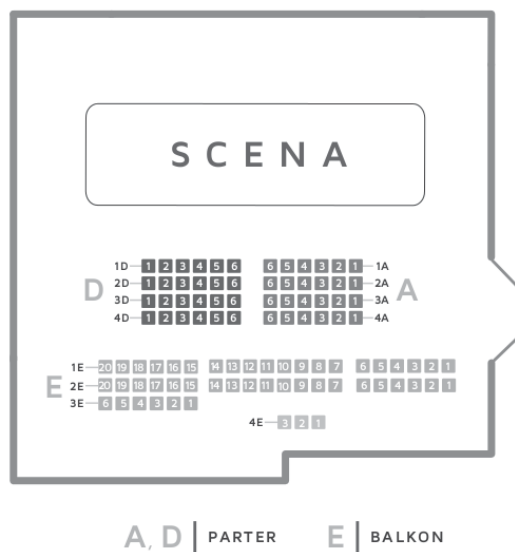 SCENA
1D 1 2 3 4 5 6 6 5 4 3 2 1 1A
2D 1 2 3 4 5 6 6 5 4 3 2 1 2A
3D 1 2 3 4 5 6 6 5 4 3 2 1 3A
4D 1 2 3 4 5 6 6 5 4 3 2 1 4A
D A
1E 20 19 18 17 16 15 14 13 12 11 10 9 8 7 6 5 4 3 2 1
2E 20 19 18 17 16 15 14 13 12 11 10 9 8 7 6 5 4 3 2 1
E
3E 6 5 4 3 2 1
4E 3 2 1
A, D | PARTER E | BALKON